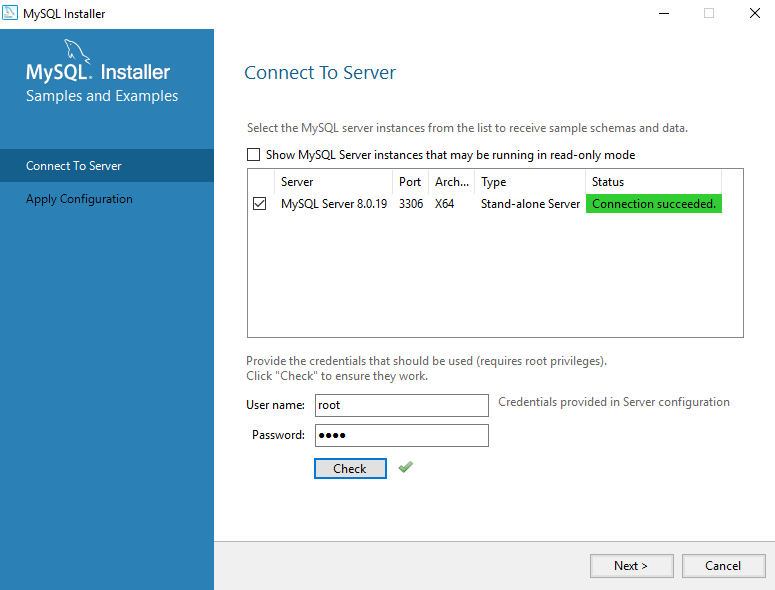 MySQL Installer
MySQL. Installer
Samples and Examples
Connect To Server
Apply Configuration
Connect To Server
Select the MySQL server instances from the list to receive sample schemas and data.
Show MySQL Server instances that may be running in read-only mode
Server Port Arch... Type Status
MySQL Server 8.0.19 3306 X64 Stand-alone Server Connection succeeded.
Provide the credentials that should be used (requires root privileges).
Click "Check" to ensure they work.
User name: root Credentials provided in Server configuration
Password: ●●●●
Check
Next > Cancel